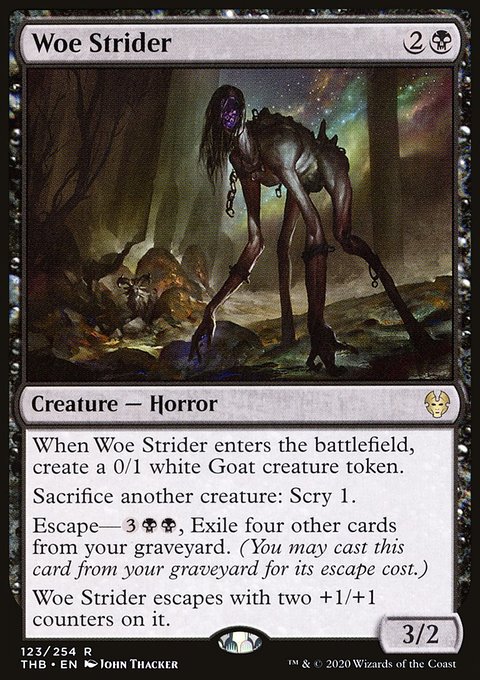 Woe Strider 2
Creature — Horror
When Woe Strider enters the battlefield,
create a 0/1 white Goat creature token.
Sacrifice another creature: Scry 1.
Escape—3, Exile four other cards
from your graveyard. (You may cast this
card from your graveyard for its escape cost.)
Woe Strider escapes with two +1/+1
counters on it.
3/2
123/254 R
THB • EN John Thacker
™ & © 2020 Wizards of the Coast